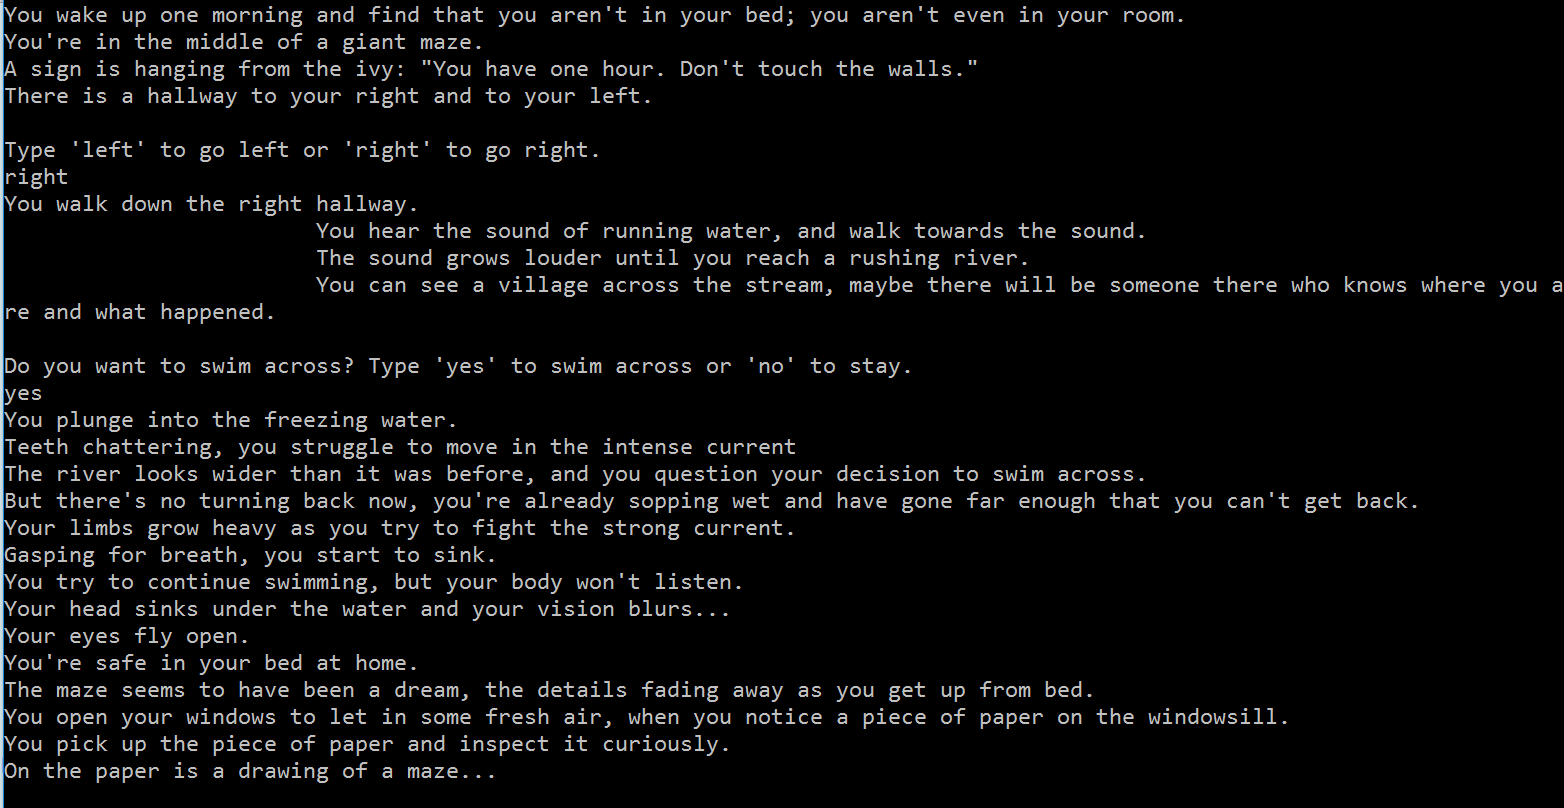 You wake up one morning and find that you aren't in your bed; you aren't even in your room.
You're in the middle of a giant maze.
A sign is hanging from the ivy: "You have one hour. Don't touch the walls."
There is a hallway to your right and to your left.
Type 'left' to go left or 'right' to go right.
right
You walk down the right hallway.
You hear the sound of running water, and walk towards the sound.
The sound grows louder until you reach a rushing river.
You can see a village across the stream, maybe there will be someone there who knows where you a
re and what happened.
Do you want to swim across? Type 'yes' to swim across or 'no' to stay.
yes
You plunge into the freezing water.
Teeth chattering, you struggle to move in the intense current
The river looks wider than it was before, and you question your decision to swim across.
But there's no turning back now, you're already sopping wet and have gone far enough that you can't get back.
Your limbs grow heavy as you try to fight the strong current.
Gasping for breath, you start to sink.
You try to continue swimming, but your body won't listen.
Your head sinks under the water and your vision blurs...
Your eyes fly open.
You're safe in your bed at home.
The maze seems to have been a dream, the details fading away as you get up from bed.
You open your windows to let in some fresh air, when you notice a piece of paper on the windowsill.
You pick up the piece of paper and inspect it curiously.
On the paper is a drawing of a maze...